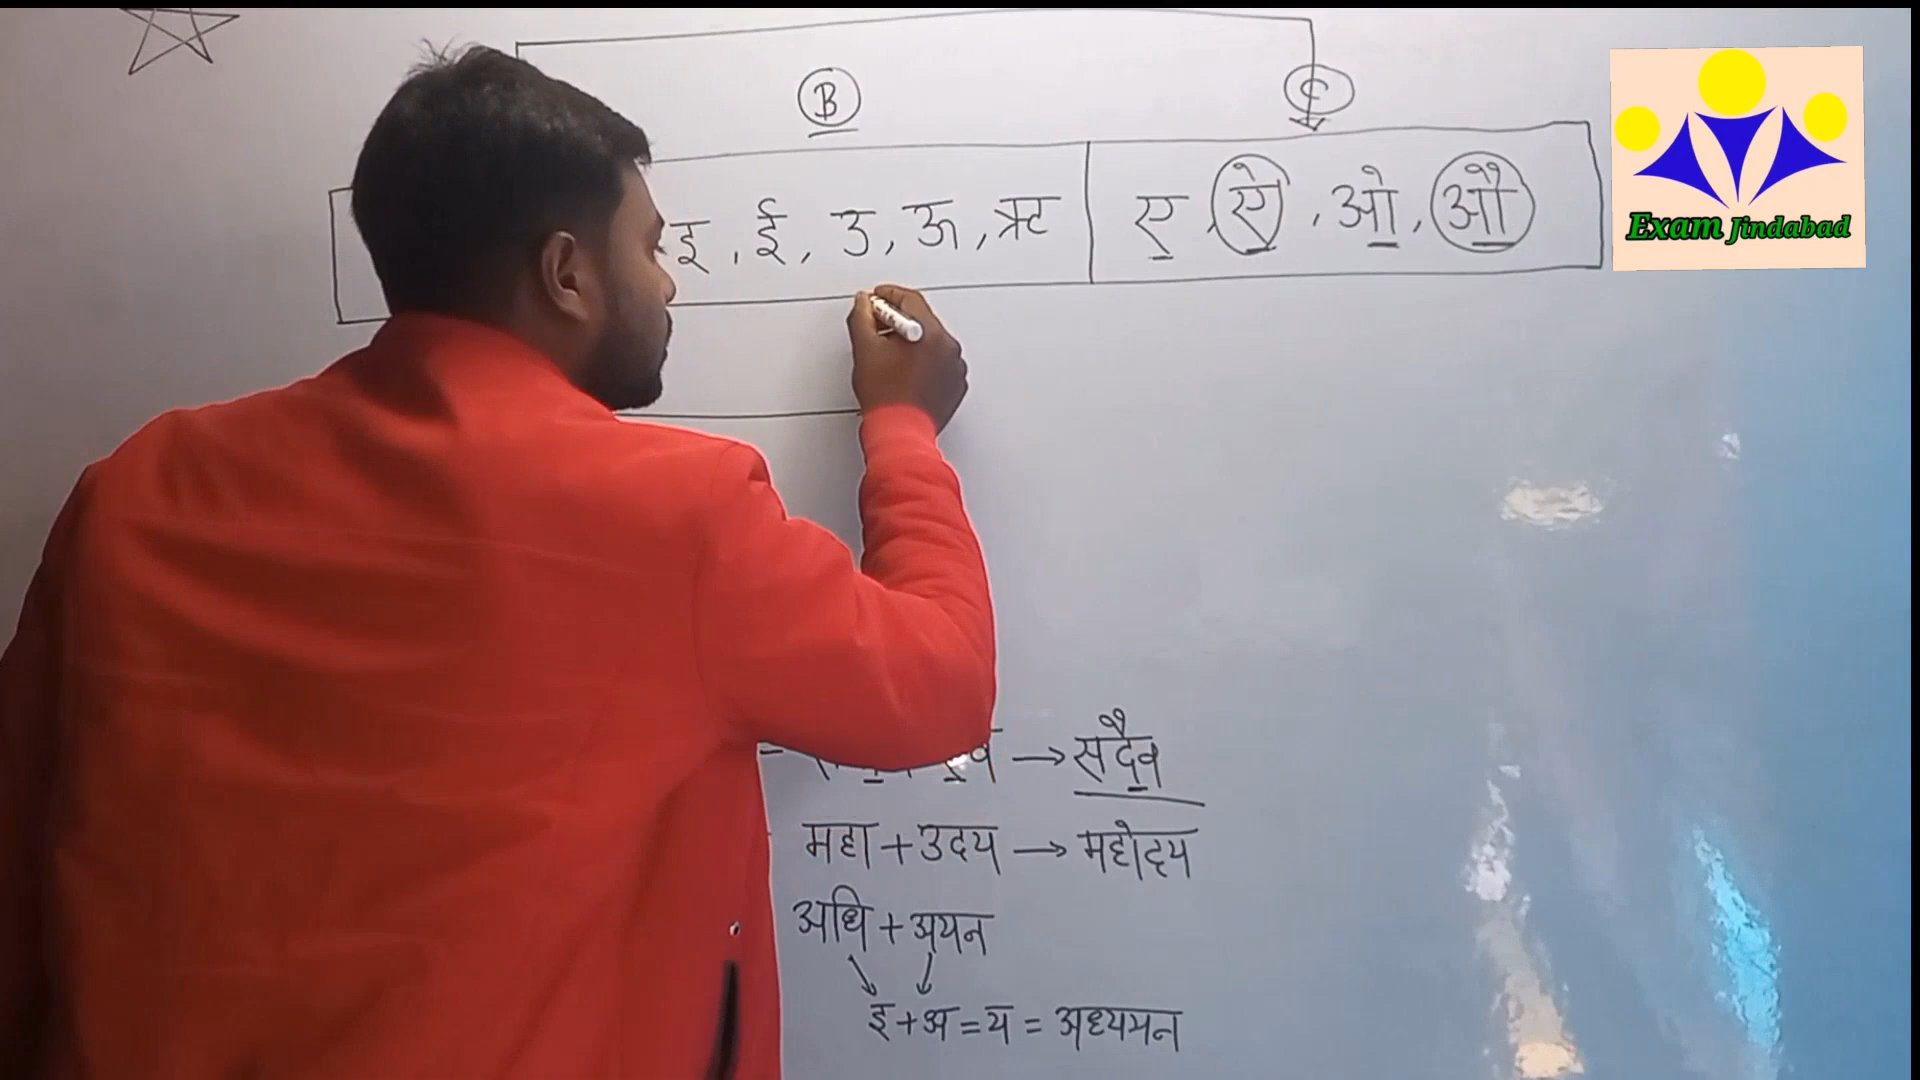 B C
इ, ई, उ, ऊ, ऋ ए, ऐ, ओ, औ
Exam Jindabad
→ सदैव
महा + उदय → महोदय
अधि + अयन
इ + अ = य = अध्ययन